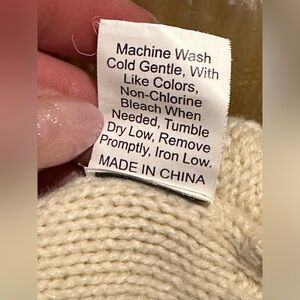 Machine Wash
Cold Gentle, With
Like Colors,
Non-Chlorine
Bleach When
Needed, Tumble
Dry Low, Remove
Promptly, Iron Low.
MADE IN CHINA